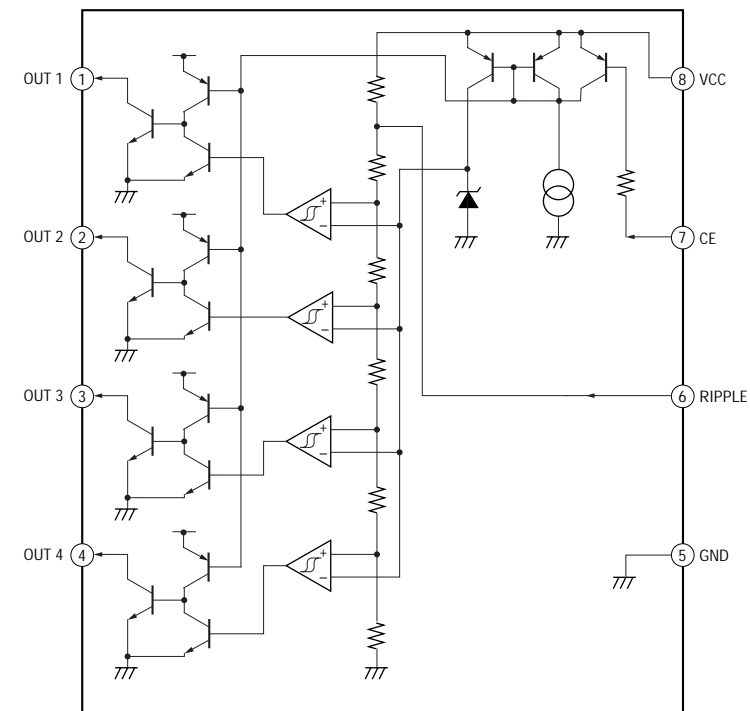 OUT 1 1
8 VCC
+
−
OUT 2 2
7 CE
+
−
OUT 3 3
6 RIPPLE
+
−
OUT 4 4
5 GND
+
−